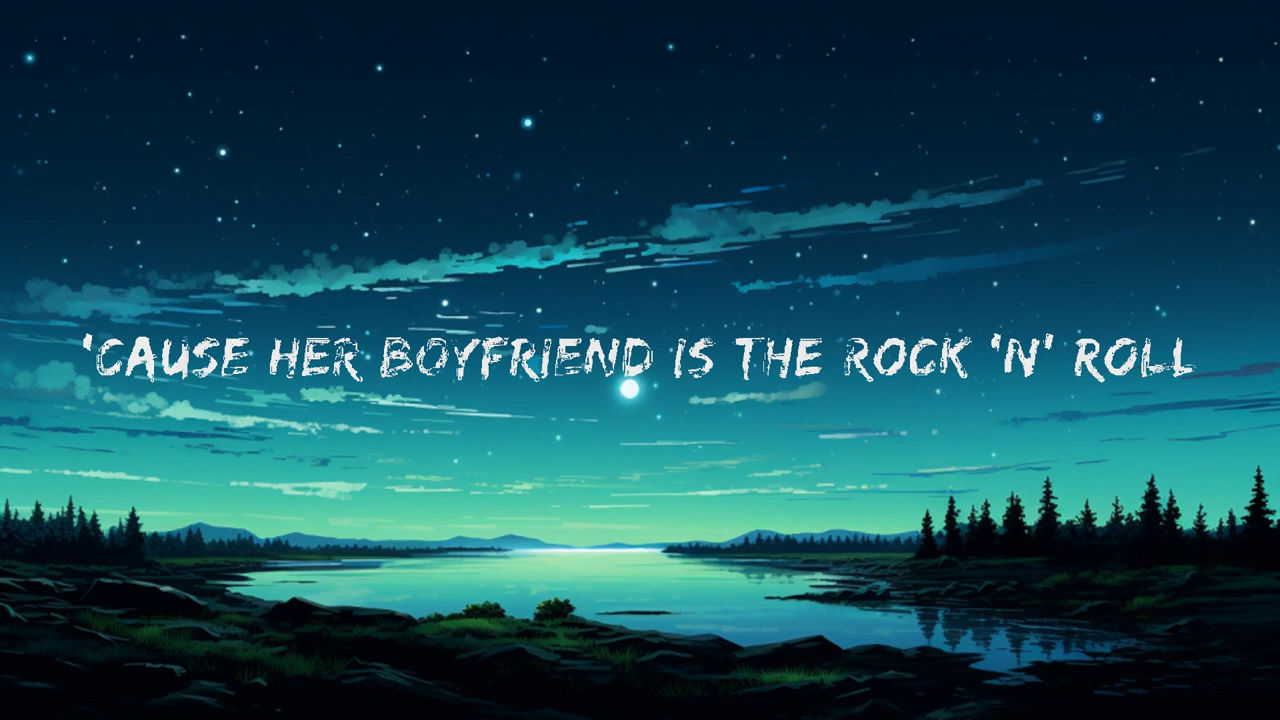 ‘CAUSE HER BOYFRIEND IS THE ROCK ‘N’ ROLL